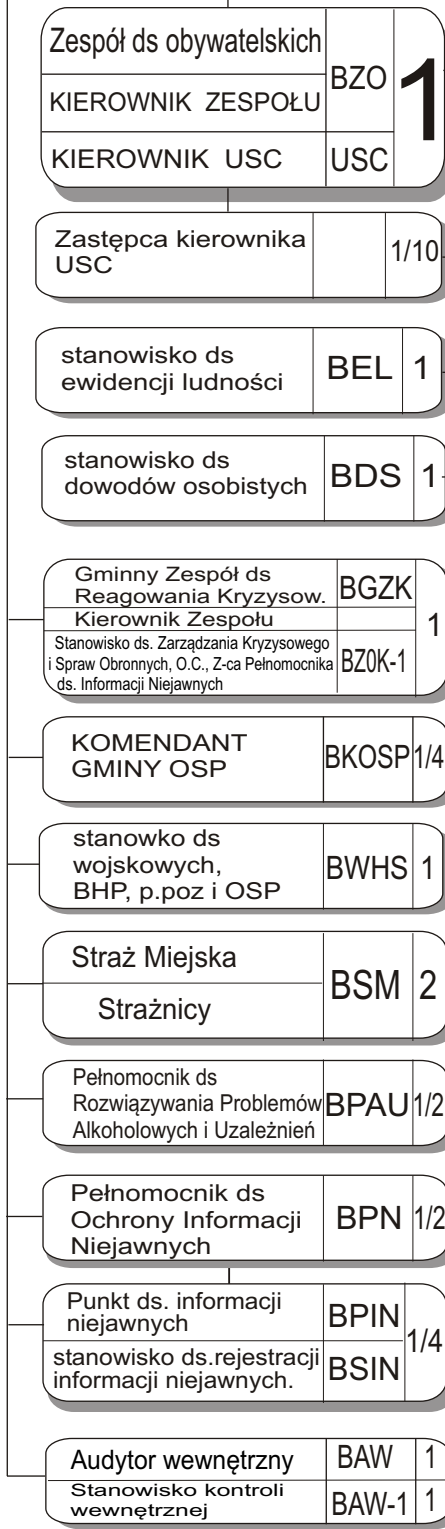 Zespół ds obywatelskich
BZO
1
KIEROWNIK ZESPOŁU
KIEROWNIK USC
USC
Zastępca kierownika
USC
1/10
stanowisko ds
ewidencji ludności
BEL
1
stanowisko ds
dowodów osobistych
BDS
1
Gminny Zespół ds
Reagowania Kryzysow.
BGZK
Kierownik Zespołu
1
Stanowisko ds. Zarządzania Kryzysowego
i Spraw Obronnych, O.C., Z-ca Pełnomocnika
ds. Informacji Niejawnych
BZ0K-1
KOMENDANT
GMINY OSP
BKOSP
1/4
stanowko ds
wojskowych,
BHP, p.poz i OSP
BWHS
1
Straż Miejska
Strażnicy
BSM
2
Pełnomocnik ds
Rozwiązywania Problemów
Alkoholowych i Uzależnień
BPAU
1/2
Pełnomocnik ds
Ochrony Informacji
Niejawnych
BPN
1/2
Punkt ds. informacji
niejawnych
BPIN
1/4
stanowisko ds.rejestracji
informacji niejawnych.
BSIN
Audytor wewnętrzny
BAW
1
Stanowisko kontroli
wewnętrznej
BAW-1
1